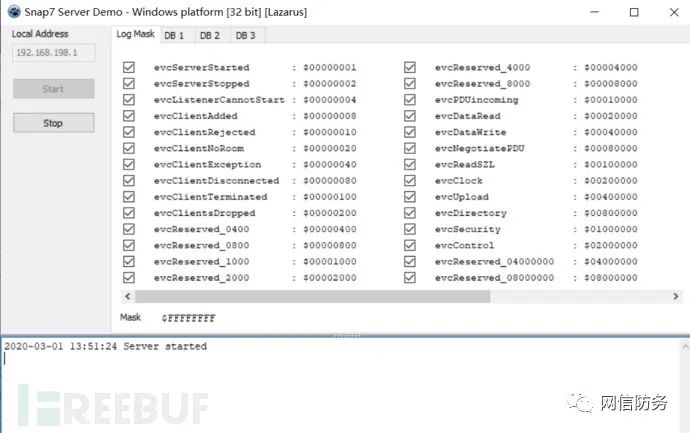 Snap7 Server Demo - Windows platform [32 bit] [Lazarus]
Local Address
192.168.198.1
Start
Stop
Log Mask DB 1 DB 2 DB 3
evcServerStarted : $00000001 evcReserved_4000 : $00004000
evcServerStopped : $00000002 evcReserved_8000 : $00008000
evcListenerCannotStart : $00000004 evcPDUincoming : $00010000
evcClientAdded : $00000008 evcDataRead : $00020000
evcClientRejected : $00000010 evcDataWrite : $00040000
evcClientNoRoom : $00000020 evcNegotiatePDU : $00080000
evcClientException : $00000040 evcReadSZL : $00100000
evcClientDisconnected : $00000080 evcClock : $00200000
evcClientTerminated : $00000100 evcUpload : $00400000
evcClientsDropped : $00000200 evcDirectory : $00800000
evcReserved_0400 : $00000400 evcSecurity : $01000000
evcReserved_0800 : $00000800 evcControl : $02000000
evcReserved_1000 : $00001000 evcReserved_04000000 : $04000000
evcReserved_2000 : $00002000 evcReserved_08000000 : $08000000
Mask $FFFFFFFF
2020-03-01 13:51:24 Server started
FREEBUF
网信防务